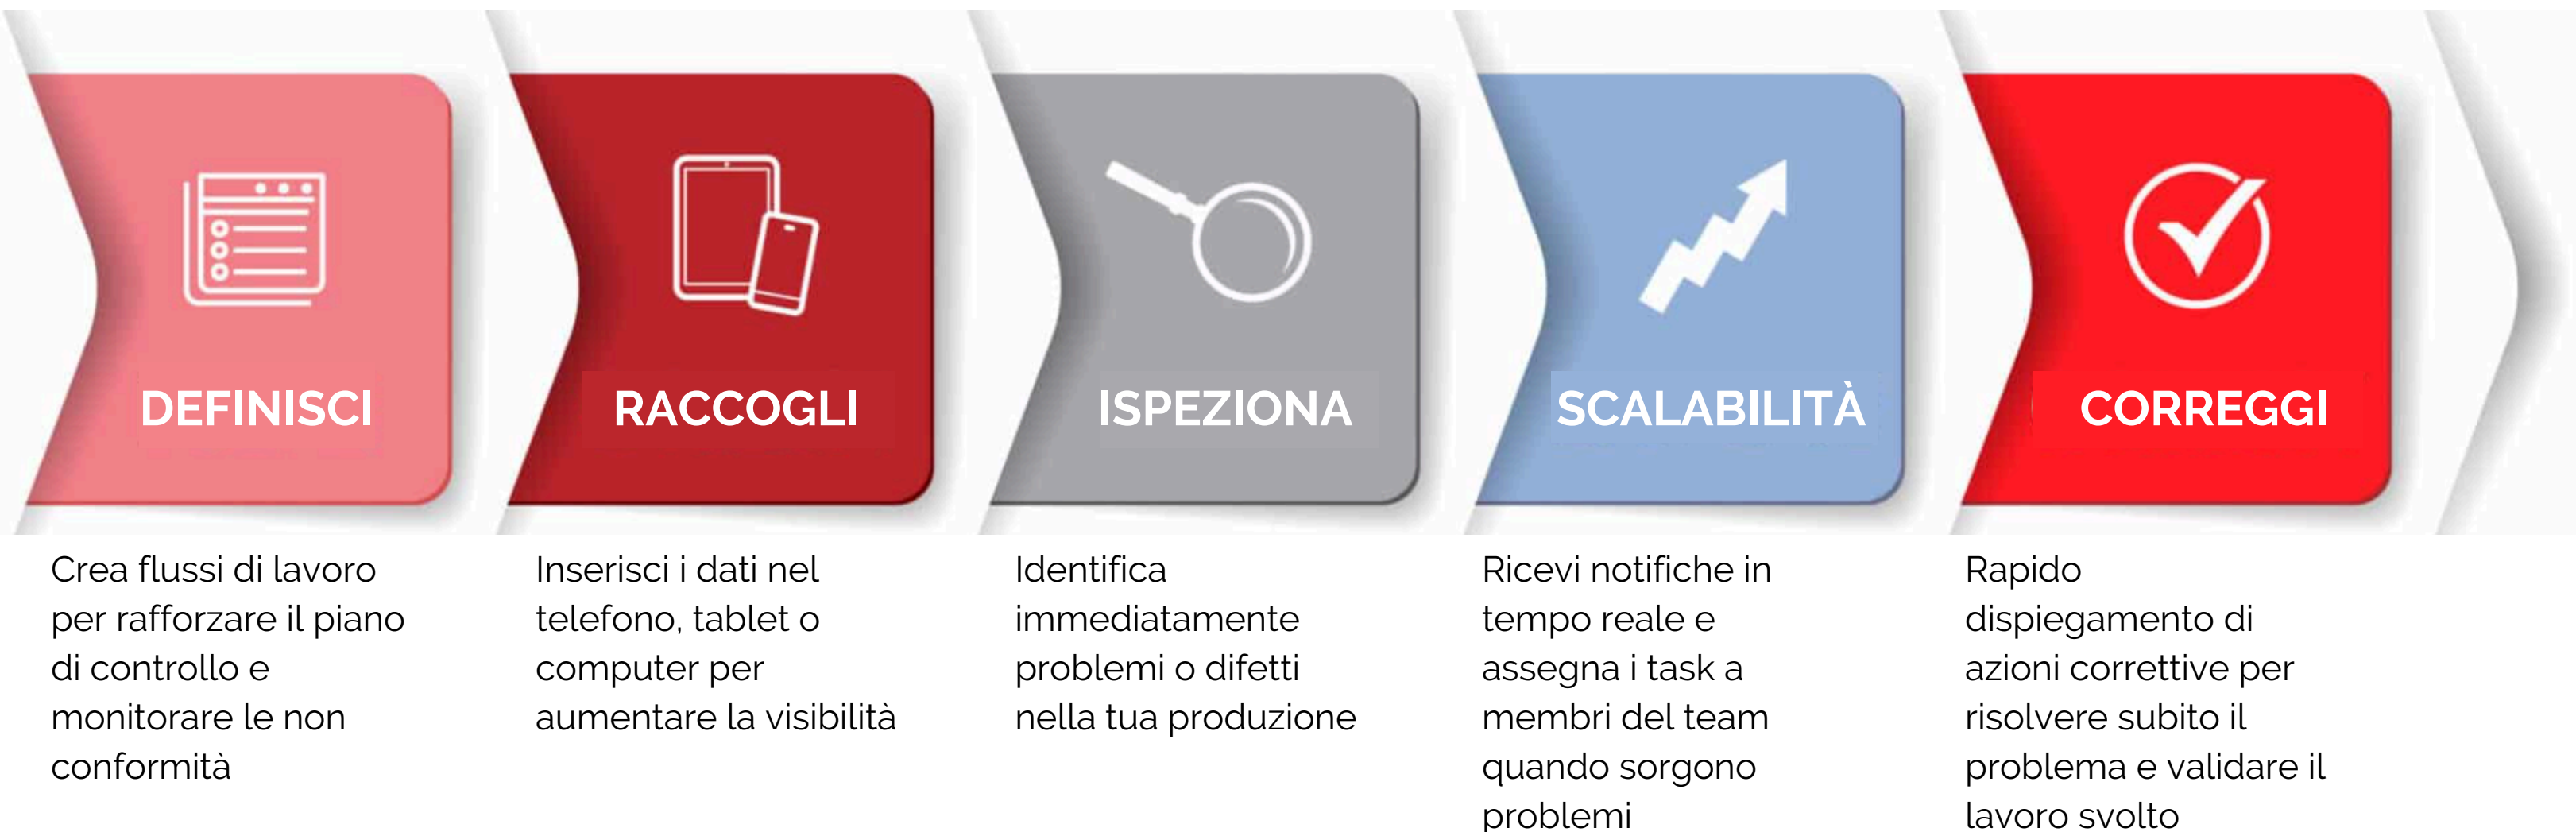 DEFINISCI
Crea flussi di lavoro
per rafforzare il piano
di controllo e
monitorare le non
conformità
RACCOGLI
Inserisci i dati nel
telefono, tablet o
computer per
aumentare la visibilità
ISPEZIONA
Identifica
immediatamente
problemi o difetti
nella tua produzione
SCALABILITÀ
Ricevi notifiche in
tempo reale e
assegna i task a
membri del team
quando sorgono
problemi
CORREGGI
Rapido
dispiegamento di
azioni correttive per
risolvere subito il
problema e validare il
lavoro svolto